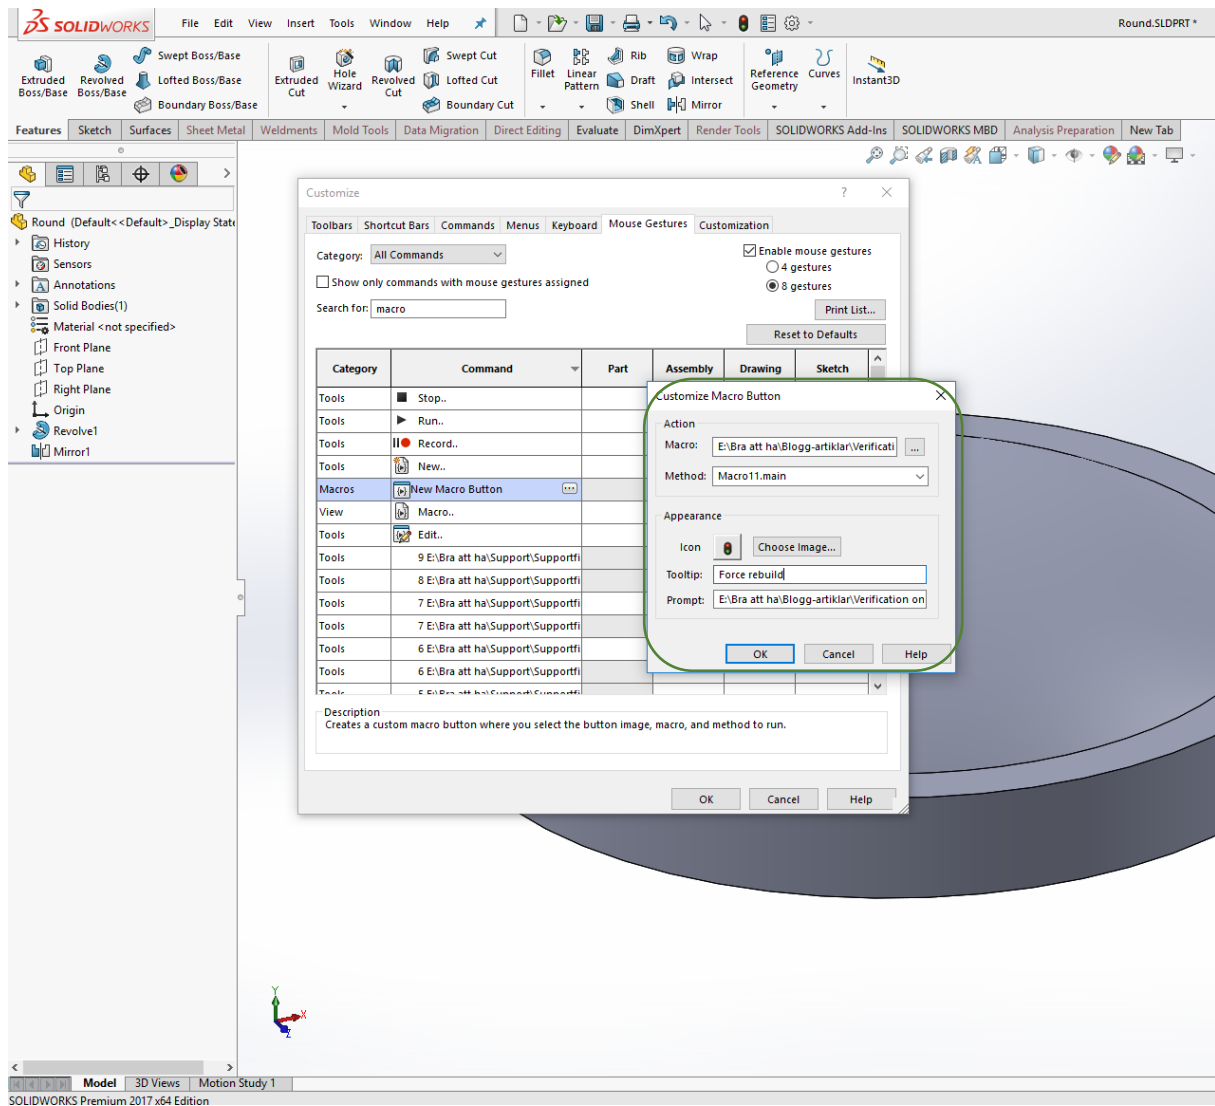 SOLIDWORKS File Edit View Insert Tools Window Help Round.SLDPRT *
Extruded Boss/Base
Revolved Boss/Base
Swept Boss/Base
Lofted Boss/Base
Boundary Boss/Base
Extruded Cut
Hole Wizard
Revolved Cut
Swept Cut
Lofted Cut
Boundary Cut
Fillet
Linear Pattern
Rib
Draft
Shell
Wrap
Intersect
Mirror
Reference Geometry
Curves
Instant3D
Features Sketch Surfaces Sheet Metal Weldments Mold Tools Data Migration Direct Editing Evaluate DimXpert Render Tools SOLIDWORKS Add-Ins SOLIDWORKS MBD Analysis Preparation New Tab
Round (Default<<Default>_Display State
History
Sensors
Annotations
Solid Bodies(1)
Material <not specified>
Front Plane
Top Plane
Right Plane
Origin
Revolve1
Mirror1
Customize
Toolbars Shortcut Bars Commands Menus Keyboard Mouse Gestures Customization
Category: All Commands
Enable mouse gestures
4 gestures
8 gestures
Show only commands with mouse gestures assigned
Search for: macro
Print List...
Reset to Defaults
Category Command Part Assembly Drawing Sketch
Tools Stop..
Tools Run..
Tools Record..
Tools New..
Macros New Macro Button ...
View Macro..
Tools Edit..
Tools 9 E:\Bra att ha\Support\Supportfi
Tools 8 E:\Bra att ha\Support\Supportfi
Tools 7 E:\Bra att ha\Support\Supportfi
Tools 7 E:\Bra att ha\Support\Supportfi
Tools 6 E:\Bra att ha\Support\Supportfi
Tools 6 E:\Bra att ha\Support\Supportfi
Tools 5 E:\Bra att ha\Support\Supportfi
Description
Creates a custom macro button where you select the button image, macro, and method to run.
OK Cancel Help
Customize Macro Button
Action
Macro: E:\Bra att ha\Blogg-artiklar\Verificati ...
Method: Macro11.main
Appearance
Icon Choose Image...
Tooltip: Force rebuild
Prompt: E:\Bra att ha\Blogg-artiklar\Verification on
OK Cancel Help
Y
X
Z
Model 3D Views Motion Study 1
SOLIDWORKS Premium 2017 x64 Edition